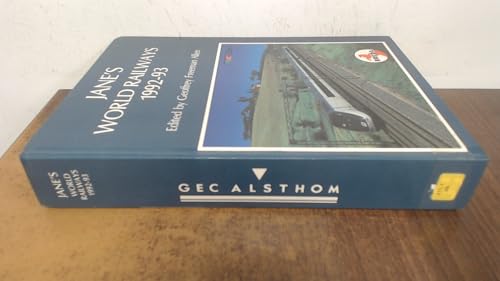 JANE'S
WORLD RAILWAYS
1992-93
Edited by Geoffrey Freeman Allen
JANE'S
WORLD
RAILWAYS
1992-93
GEC ALSTHOM